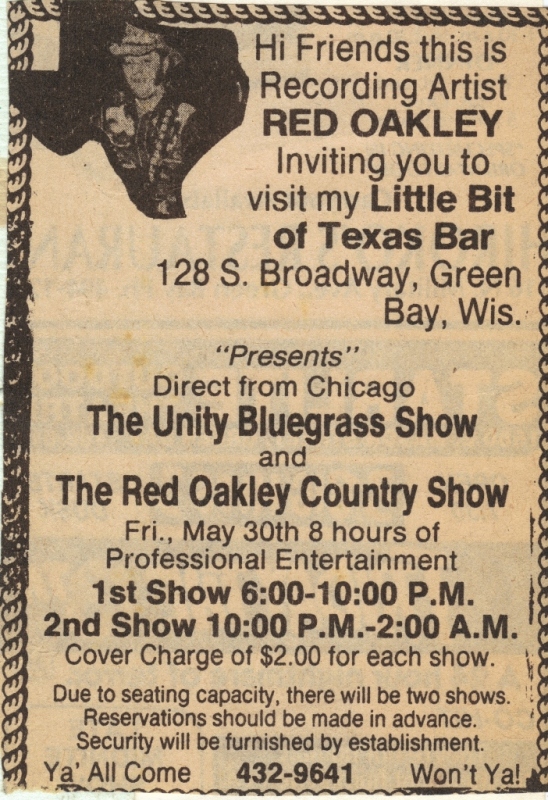 Hi Friends this is
Recording Artist
RED OAKLEY
Inviting you to
visit my Little Bit
of Texas Bar
128 S. Broadway, Green
Bay, Wis.
"Presents"
Direct from Chicago
The Unity Bluegrass Show
and
The Red Oakley Country Show
Fri., May 30th 8 hours of
Professional Entertainment
1st Show 6:00-10:00 P.M.
2nd Show 10:00 P.M.-2:00 A.M.
Cover Charge of $2.00 for each show.
Due to seating capacity, there will be two shows.
Reservations should be made in advance.
Security will be furnished by establishment.
Ya' All Come 432-9641 Won't Ya!